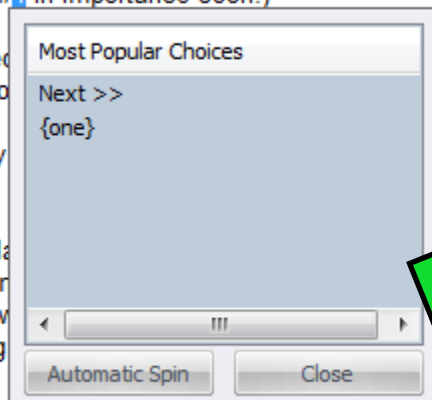 in importance soon!)
Most Popular Choices
Next >>
{one}
Automatic Spin
Close